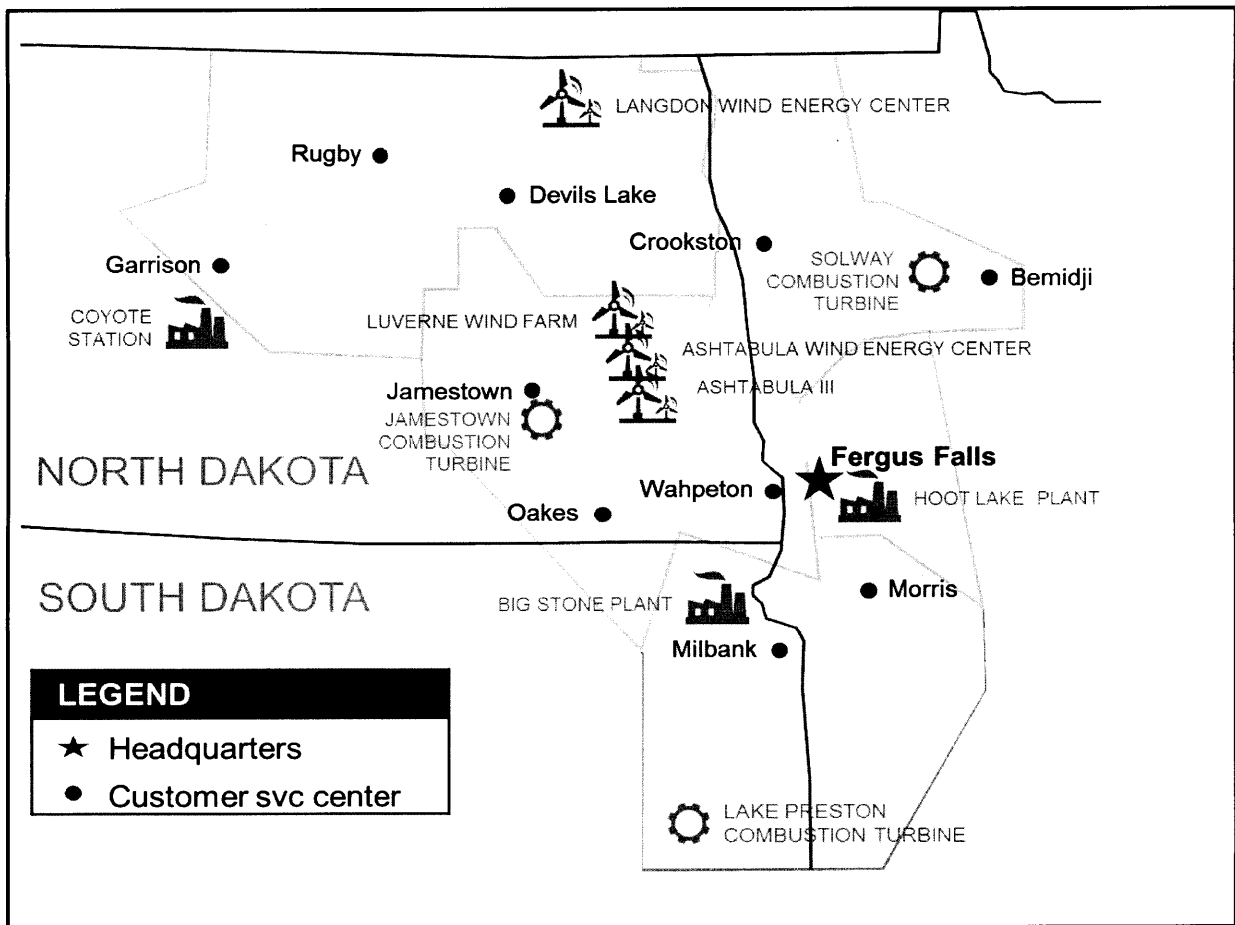 LANGDON WIND ENERGY CENTER
Rugby
Devils Lake
Crookston
Garrison
SOLWAY
COMBUSTION
TURBINE
Bemidji
COYOTE
STATION
LUVERNE WIND FARM
ASHTABULA WIND ENERGY CENTER
ASHTABULA III
Jamestown
JAMESTOWN
COMBUSTION
TURBINE
NORTH DAKOTA
Fergus Falls
Wahpeton
HOOT LAKE PLANT
Oakes
SOUTH DAKOTA
BIG STONE PLANT
Morris
Milbank
LEGEND
Headquarters
Customer svc center
LAKE PRESTON
COMBUSTION TURBINE